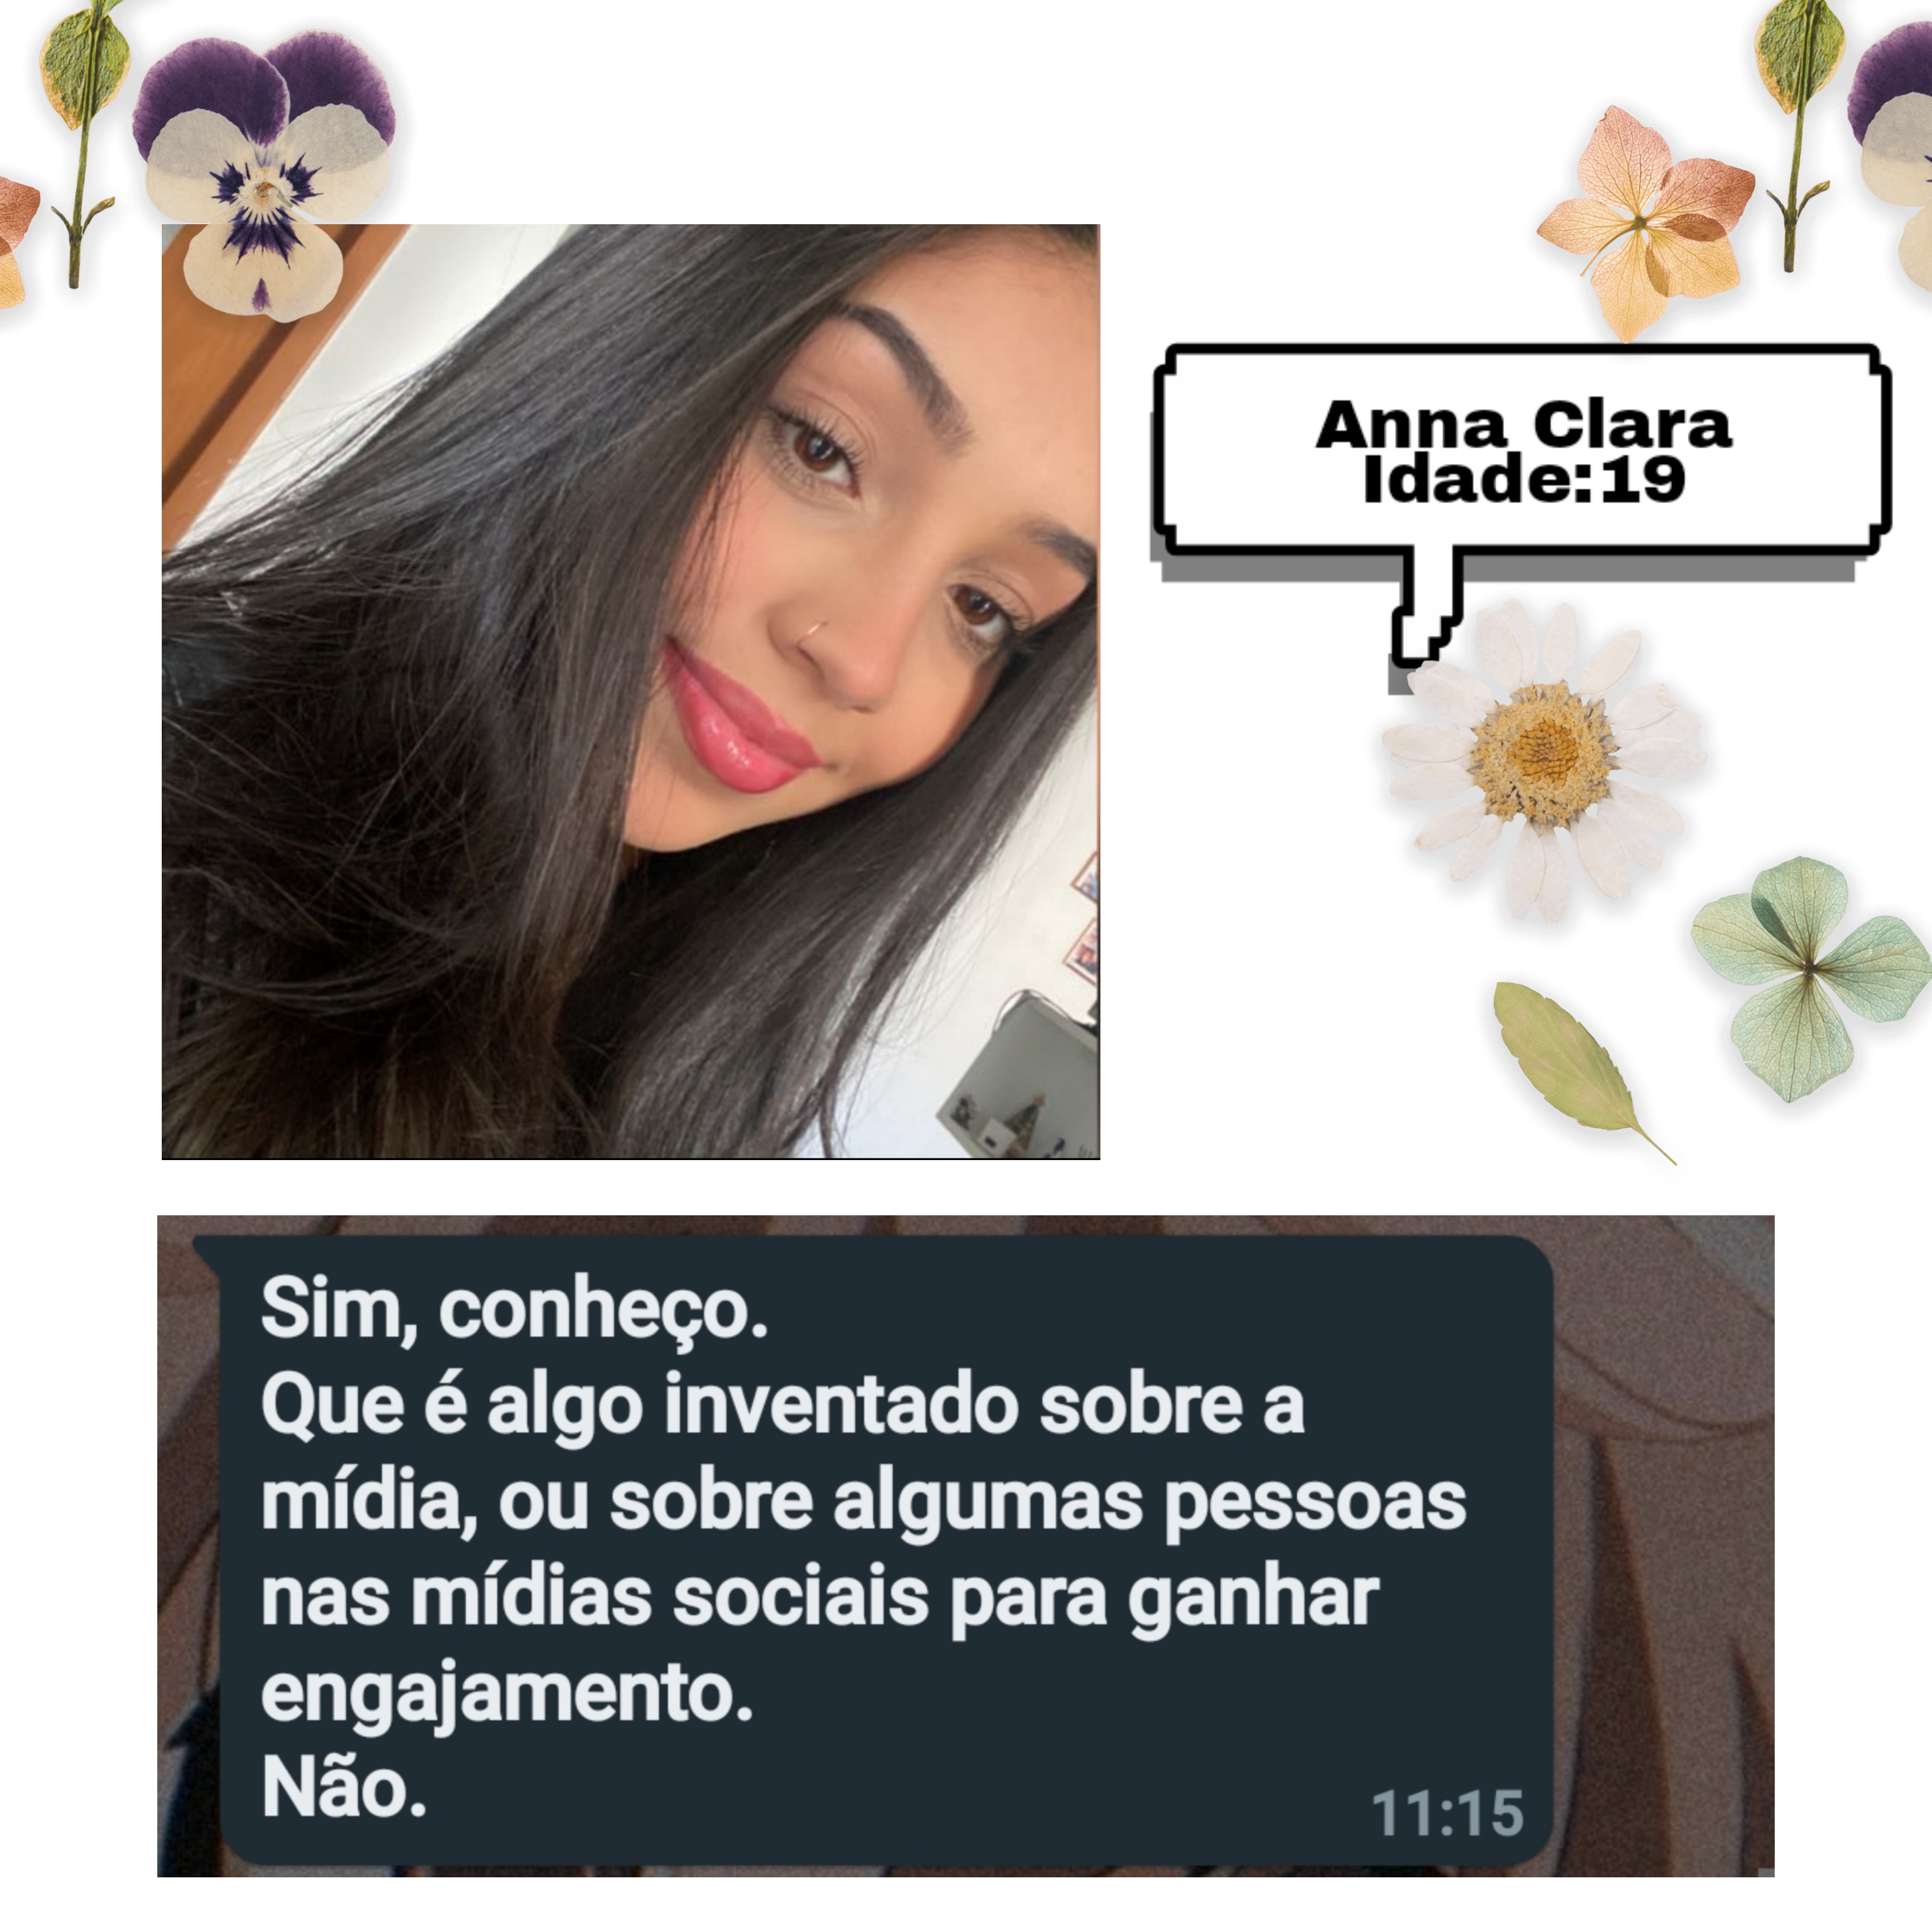 Anna Clara
Idade:19
Sim, conheço.
Que é algo inventado sobre a
mídia, ou sobre algumas pessoas
nas mídias sociais para ganhar
engajamento.
Não.
11:15